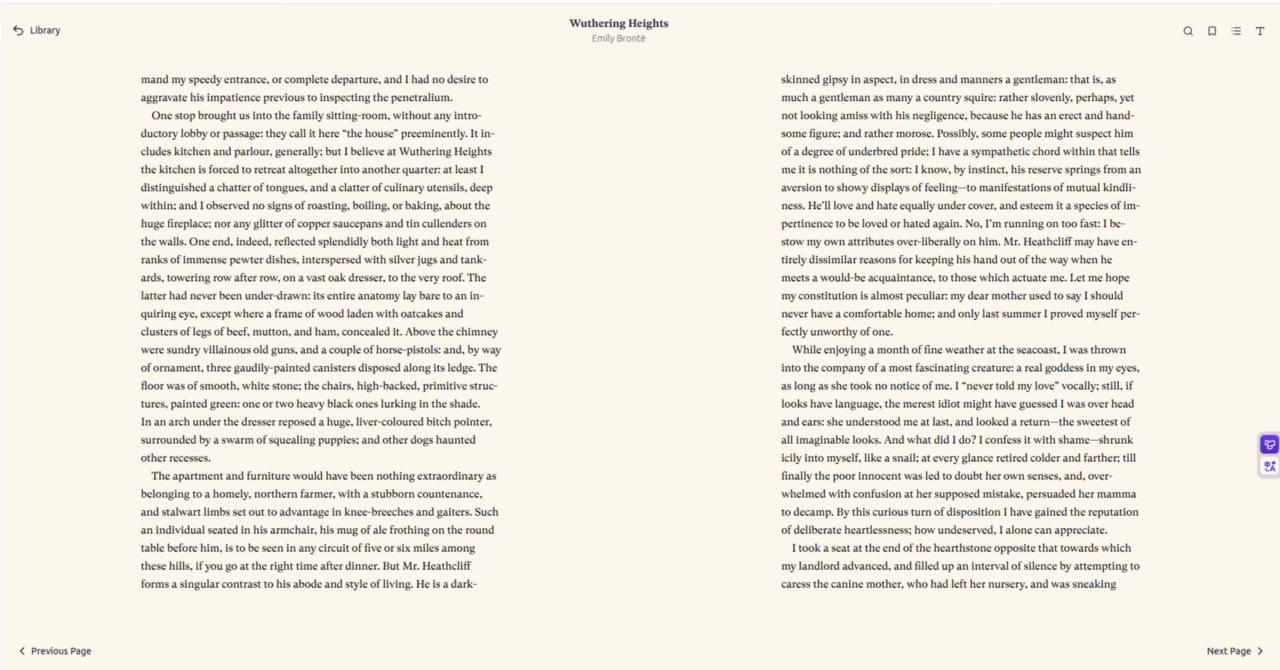 Library
Wuthering Heights
Emily Brontë
mand my speedy entrance, or complete departure, and I had no desire to
aggravate his impatience previous to inspecting the penetralium.
One stop brought us into the family sitting-room, without any intro-
ductory lobby or passage: they call it here “the house” preeminently. It in-
cludes kitchen and parlour, generally; but I believe at Wuthering Heights
the kitchen is forced to retreat altogether into another quarter: at least I
distinguished a chatter of tongues, and a clatter of culinary utensils, deep
within; and I observed no signs of roasting, boiling, or baking, about the
huge fireplace; nor any glitter of copper saucepans and tin cullenders on
the walls. One end, indeed, reflected splendidly both light and heat from
ranks of immense pewter dishes, interspersed with silver jugs and tank-
ards, towering row after row, on a vast oak dresser, to the very roof. The
latter had never been under-drawn: its entire anatomy lay bare to an in-
quiring eye, except where a frame of wood laden with oatcakes and
clusters of legs of beef, mutton, and ham, concealed it. Above the chimney
were sundry villainous old guns, and a couple of horse-pistols: and, by way
of ornament, three gaudily-painted canisters disposed along its ledge. The
floor was of smooth, white stone; the chairs, high-backed, primitive struc-
tures, painted green: one or two heavy black ones lurking in the shade.
In an arch under the dresser reposed a huge, liver-coloured bitch pointer,
surrounded by a swarm of squealing puppies; and other dogs haunted
other recesses.
The apartment and furniture would have been nothing extraordinary as
belonging to a homely, northern farmer, with a stubborn countenance,
and stalwart limbs set out to advantage in knee-breeches and gaiters. Such
an individual seated in his armchair, his mug of ale frothing on the round
table before him, is to be seen in any circuit of five or six miles among
these hills, if you go at the right time after dinner. But Mr. Heathcliff
forms a singular contrast to his abode and style of living. He is a dark-
skinned gipsy in aspect, in dress and manners a gentleman: that is, as
much a gentleman as many a country squire: rather slovenly, perhaps, yet
not looking amiss with his negligence, because he has an erect and hand-
some figure; and rather morose. Possibly, some people might suspect him
of a degree of underbred pride; I have a sympathetic chord within that tells
me it is nothing of the sort: I know, by instinct, his reserve springs from an
aversion to showy displays of feeling—to manifestations of mutual kindli-
ness. He’ll love and hate equally under cover, and esteem it a species of im-
pertinence to be loved or hated again. No, I’m running on too fast: I be-
stow my own attributes over-liberally on him. Mr. Heathcliff may have en-
tirely dissimilar reasons for keeping his hand out of the way when he
meets a would-be acquaintance, to those which actuate me. Let me hope
my constitution is almost peculiar: my dear mother used to say I should
never have a comfortable home; and only last summer I proved myself per-
fectly unworthy of one.
While enjoying a month of fine weather at the seacoast, I was thrown
into the company of a most fascinating creature: a real goddess in my eyes,
as long as she took no notice of me. I “never told my love” vocally; still, if
looks have language, the merest idiot might have guessed I was over head
and ears: she understood me at last, and looked a return—the sweetest of
all imaginable looks. And what did I do? I confess it with shame—shrunk
icily into myself, like a snail; at every glance retired colder and farther; till
finally the poor innocent was led to doubt her own senses, and, over-
whelmed with confusion at her supposed mistake, persuaded her mamma
to decamp. By this curious turn of disposition I have gained the reputation
of deliberate heartlessness; how undeserved, I alone can appreciate.
I took a seat at the end of the hearthstone opposite that towards which
my landlord advanced, and filled up an interval of silence by attempting to
caress the canine mother, who had left her nursery, and was sneaking
Previous Page
Next Page